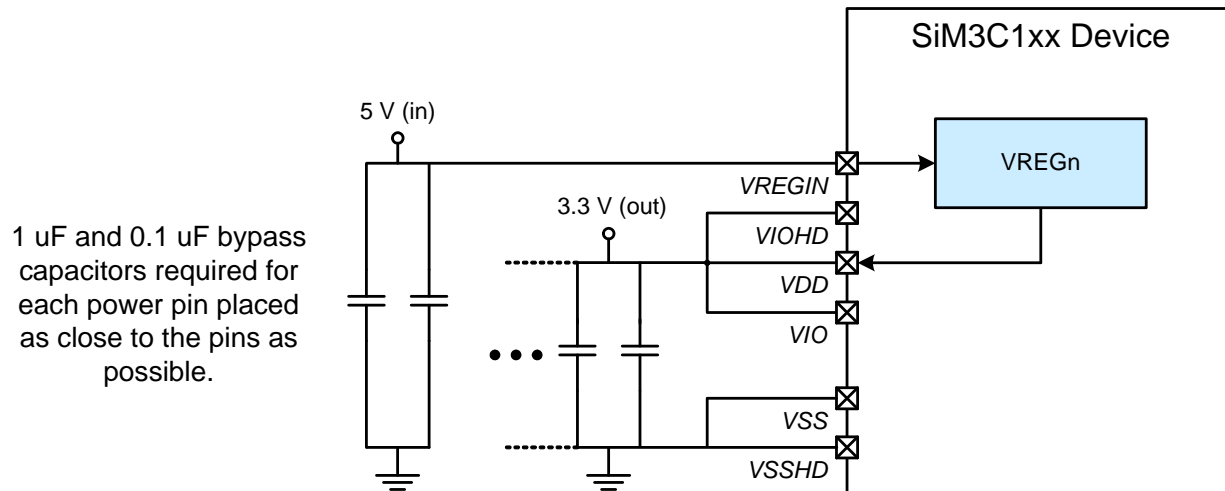 SiM3C1xx Device
5 V (in)
VREGn
VREGIN
3.3 V (out)
VIOHD
1 uF and 0.1 uF bypass
capacitors required for
each power pin placed
as close to the pins as
possible.
VDD
VIO
VSS
VSSHD